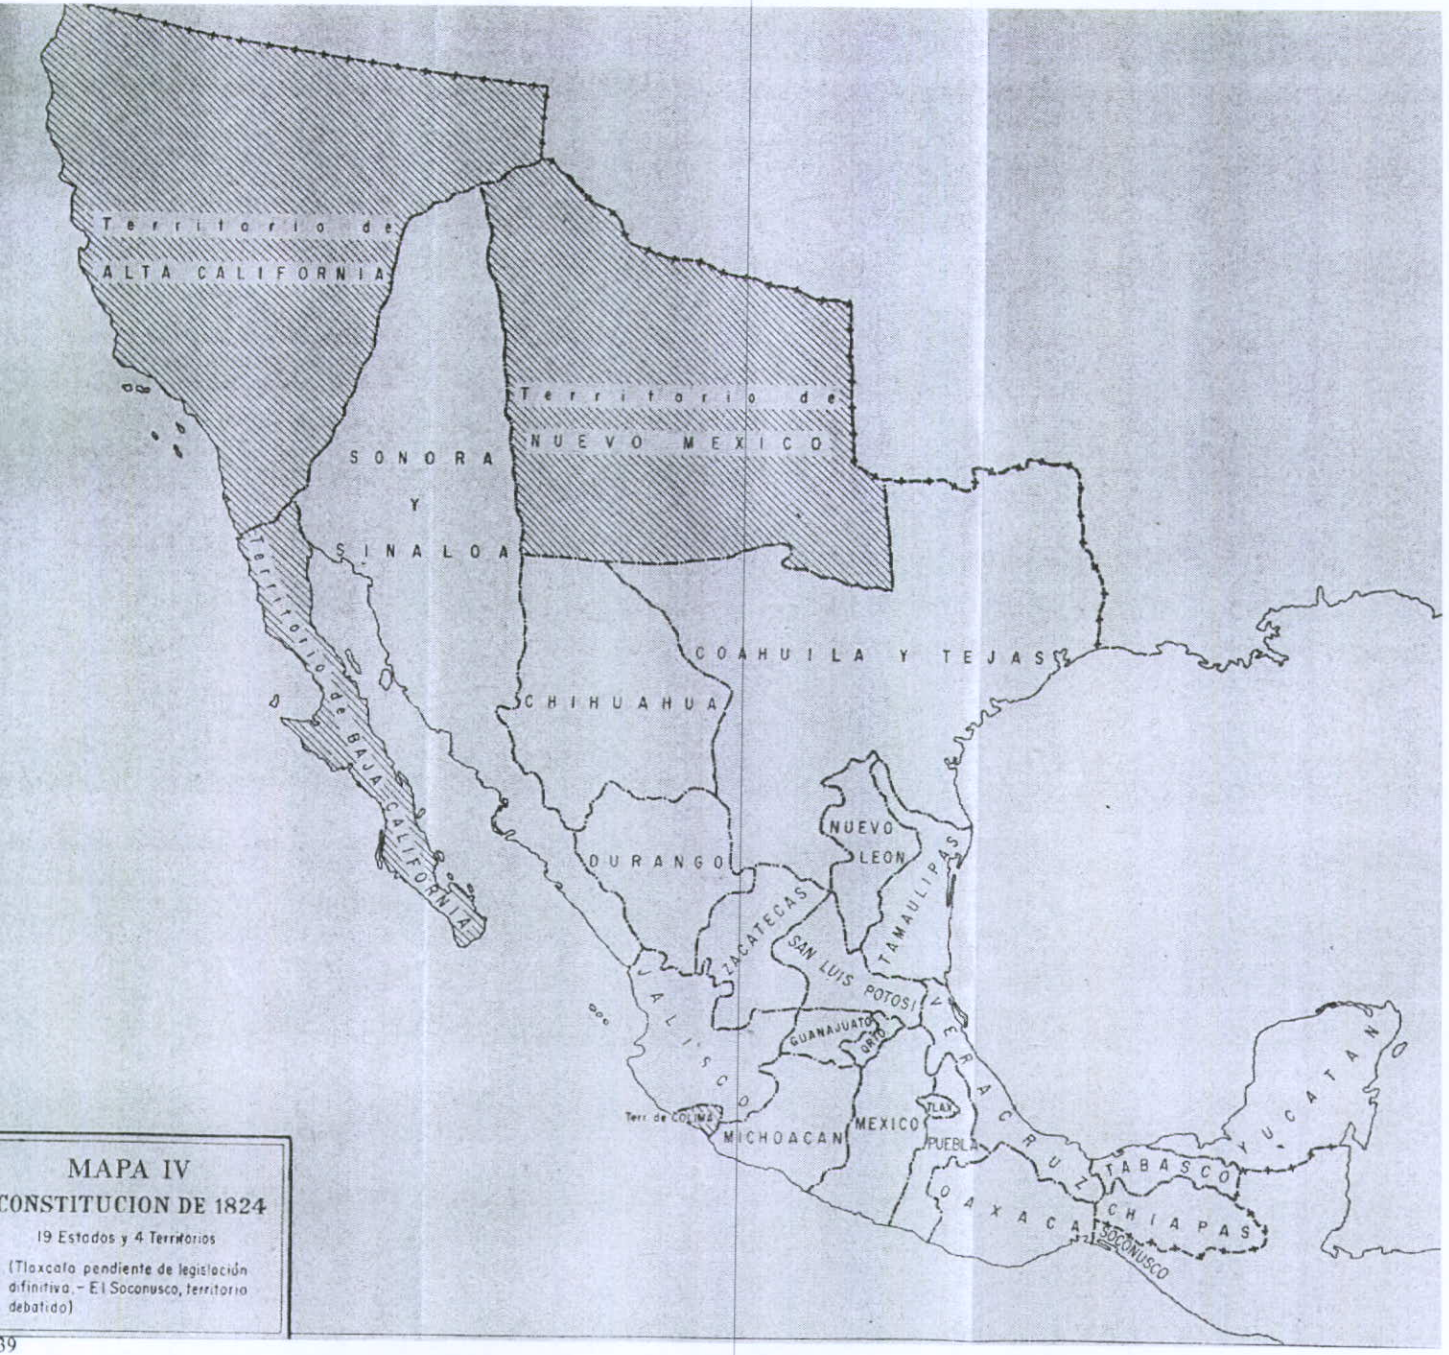 Territorio de
ALTA CALIFORNIA
Territorio de
NUEVO MEXICO
SONORA
Y
SINALOA
Territorio de BAJA CALIFORNIA
COAHUILA Y TEJAS
CHIHUAHUA
NUEVO
LEON
DURANGO
TAMAULIPAS
ZACATECAS
SAN LUIS POTOSI
JALISCO
GUANAJUATO
QRTO
VERACRUZ
Terr. de COLIMA
MICHOACAN
MEXICO
TLAX
PUEBLA
YUCATAN
TABASCO
OAXACA
CHIAPAS
SOCONUSCO
MAPA IV
CONSTITUCION DE 1824
19 Estados y 4 Territorios
(Tlaxcala pendiente de legislación
difinitiva.- El Soconusco, territorio
debatido)
39